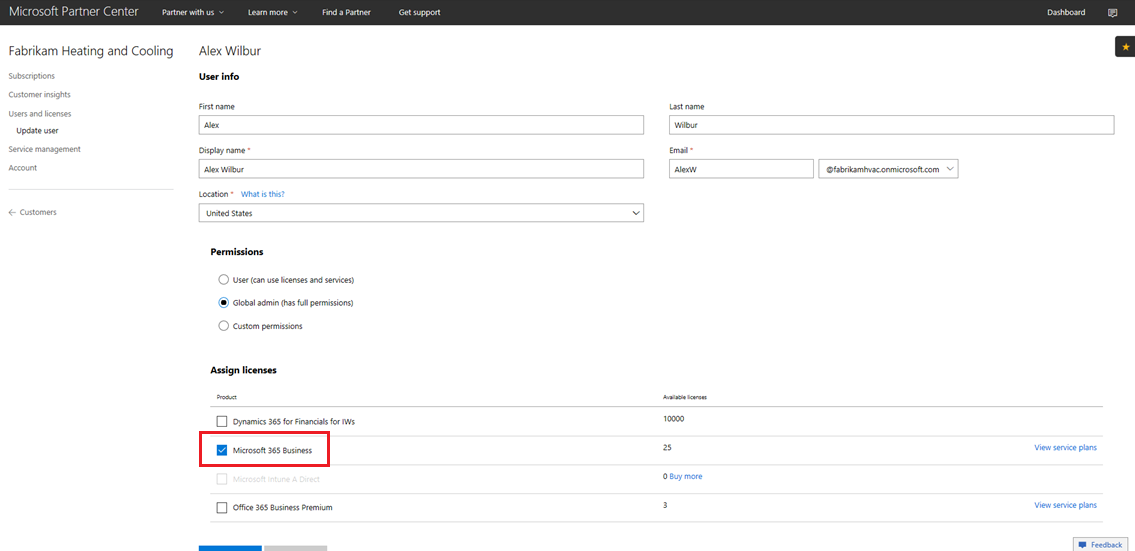 Microsoft Partner Center Partner with us Learn more Find a Partner Get support Dashboard
Fabrikam Heating and Cooling
Subscriptions
Customer insights
Users and licenses
Update user
Service management
Account
Customers
Alex Wilbur
User info
First name
Alex
Last name
Wilbur
Display name *
Alex Wilbur
Email *
AlexW @fabrikamhvac.onmicrosoft.com
Location * What is this?
United States
Permissions
User (can use licenses and services)
Global admin (has full permissions)
Custom permissions
Assign licenses
Product Available licenses
Dynamics 365 for Financials for IWs 10000
Microsoft 365 Business 25 View service plans
Microsoft Intune A Direct 0 Buy more
Office 365 Business Premium 3 View service plans
Feedback